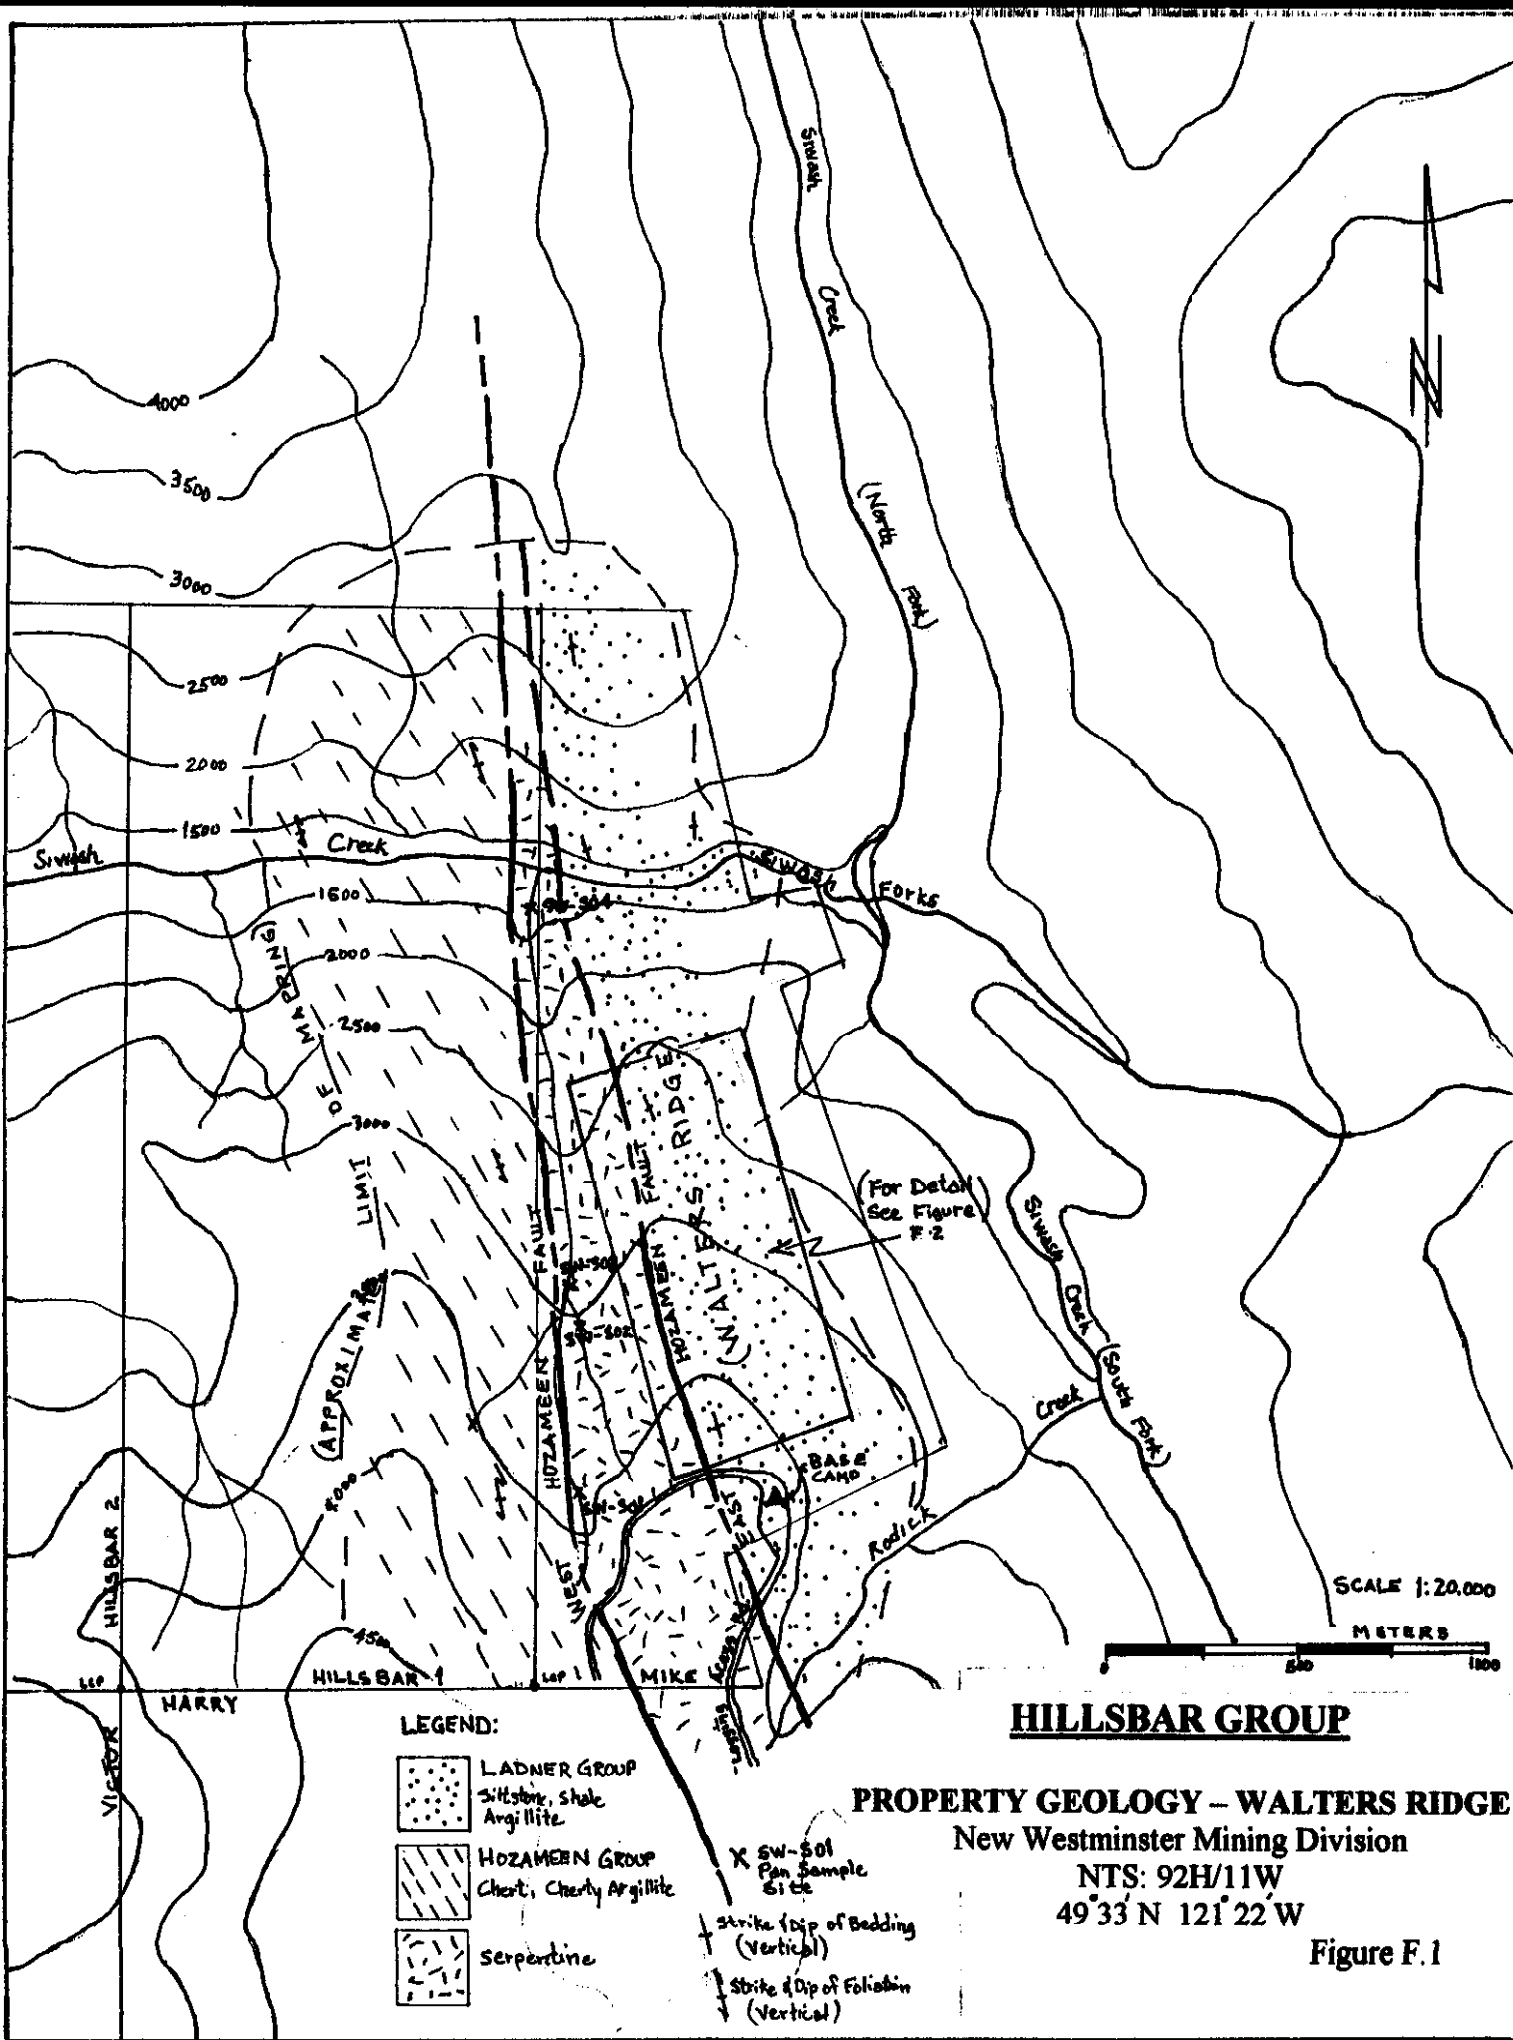 Siwash
Creek
(North
Fork)
4000
3500
3000
2500
2000
1500
Siwash
Creek
SIWASH
FORKS
1500
SW-S04
2000
2500
3000
(APPROXIMATE
LIMIT
OF
MAPPING)
4000
4500
WEST
HOZAMEEN
FAULT
EAST
HOZAMEEN
FAULT
(WALTERS RIDGE)
(For Detail
See Figure
F.2
SW-S02
BASE
CAMP
Siwash
Creek
(South
Fork)
Rodick
Creek
Access Rd.
HILLSBAR 2
HILLSBAR 1
LCP
LCP 1
MIKE
HARRY
VICTOR
SCALE 1:20,000
METERS
0
500
1000
LEGEND:
LADNER GROUP
Siltstone, Shale
Argillite
HOZAMEEN GROUP
Chert, Cherty Argillite
Serpentine
X SW-S01
Pan Sample
Site
Strike & Dip of Bedding
(Vertical)
Strike & Dip of Foliation
(Vertical)
HILLSBAR GROUP
PROPERTY GEOLOGY – WALTERS RIDGE
New Westminster Mining Division
NTS: 92H/11W
49°33' N 121°22' W
Figure F.1